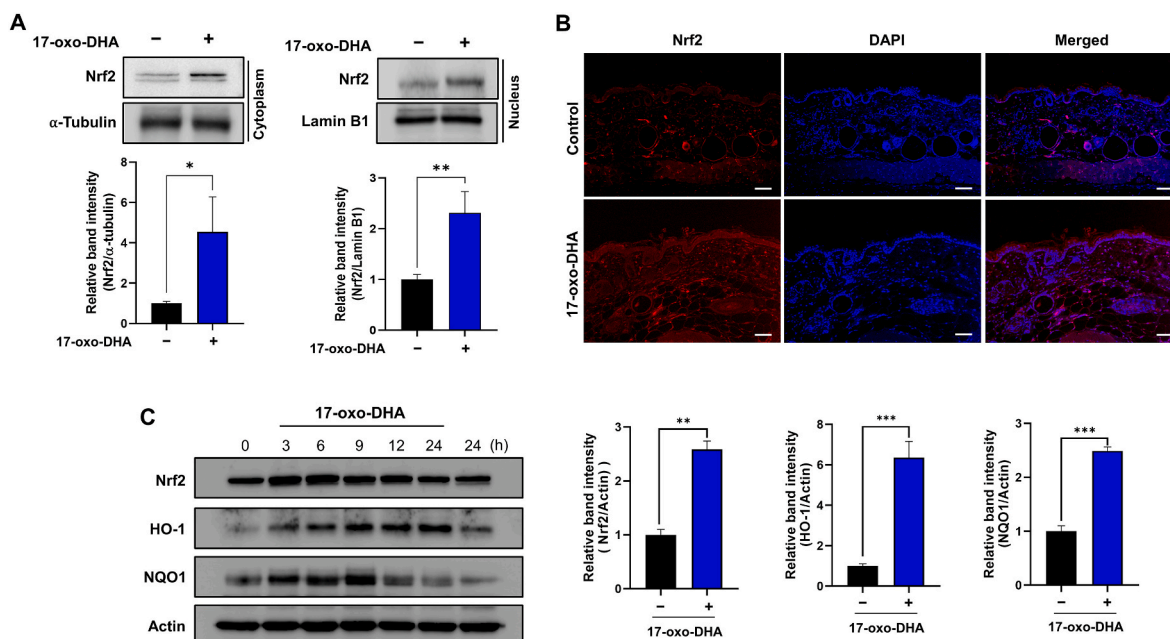 A
17-oxo-DHA − +
Nrf2
α-Tubulin
Cytoplasm
Relative band intensity
(Nrf2/α-tubulin)
8
6
4
2
0
*
17-oxo-DHA − +
17-oxo-DHA − +
Nrf2
Lamin B1
Nucleus
Relative band intensity
(Nrf2/Lamin B1)
3
2
1
0
**
17-oxo-DHA − +
B
Nrf2 DAPI Merged
Control
17-oxo-DHA
C
17-oxo-DHA
0 3 6 9 12 24 24 (h)
Nrf2
HO-1
NQO1
Actin
Relative band intensity
( Nrf2/Actin) )
3
2
1
0
**
− +
17-oxo-DHA
Relative band intensity
(HO-1/Actin)
8
6
4
2
0
***
− +
17-oxo-DHA
Relative band intensity
(NQO1/Actin)
3
2
1
0
***
− +
17-oxo-DHA